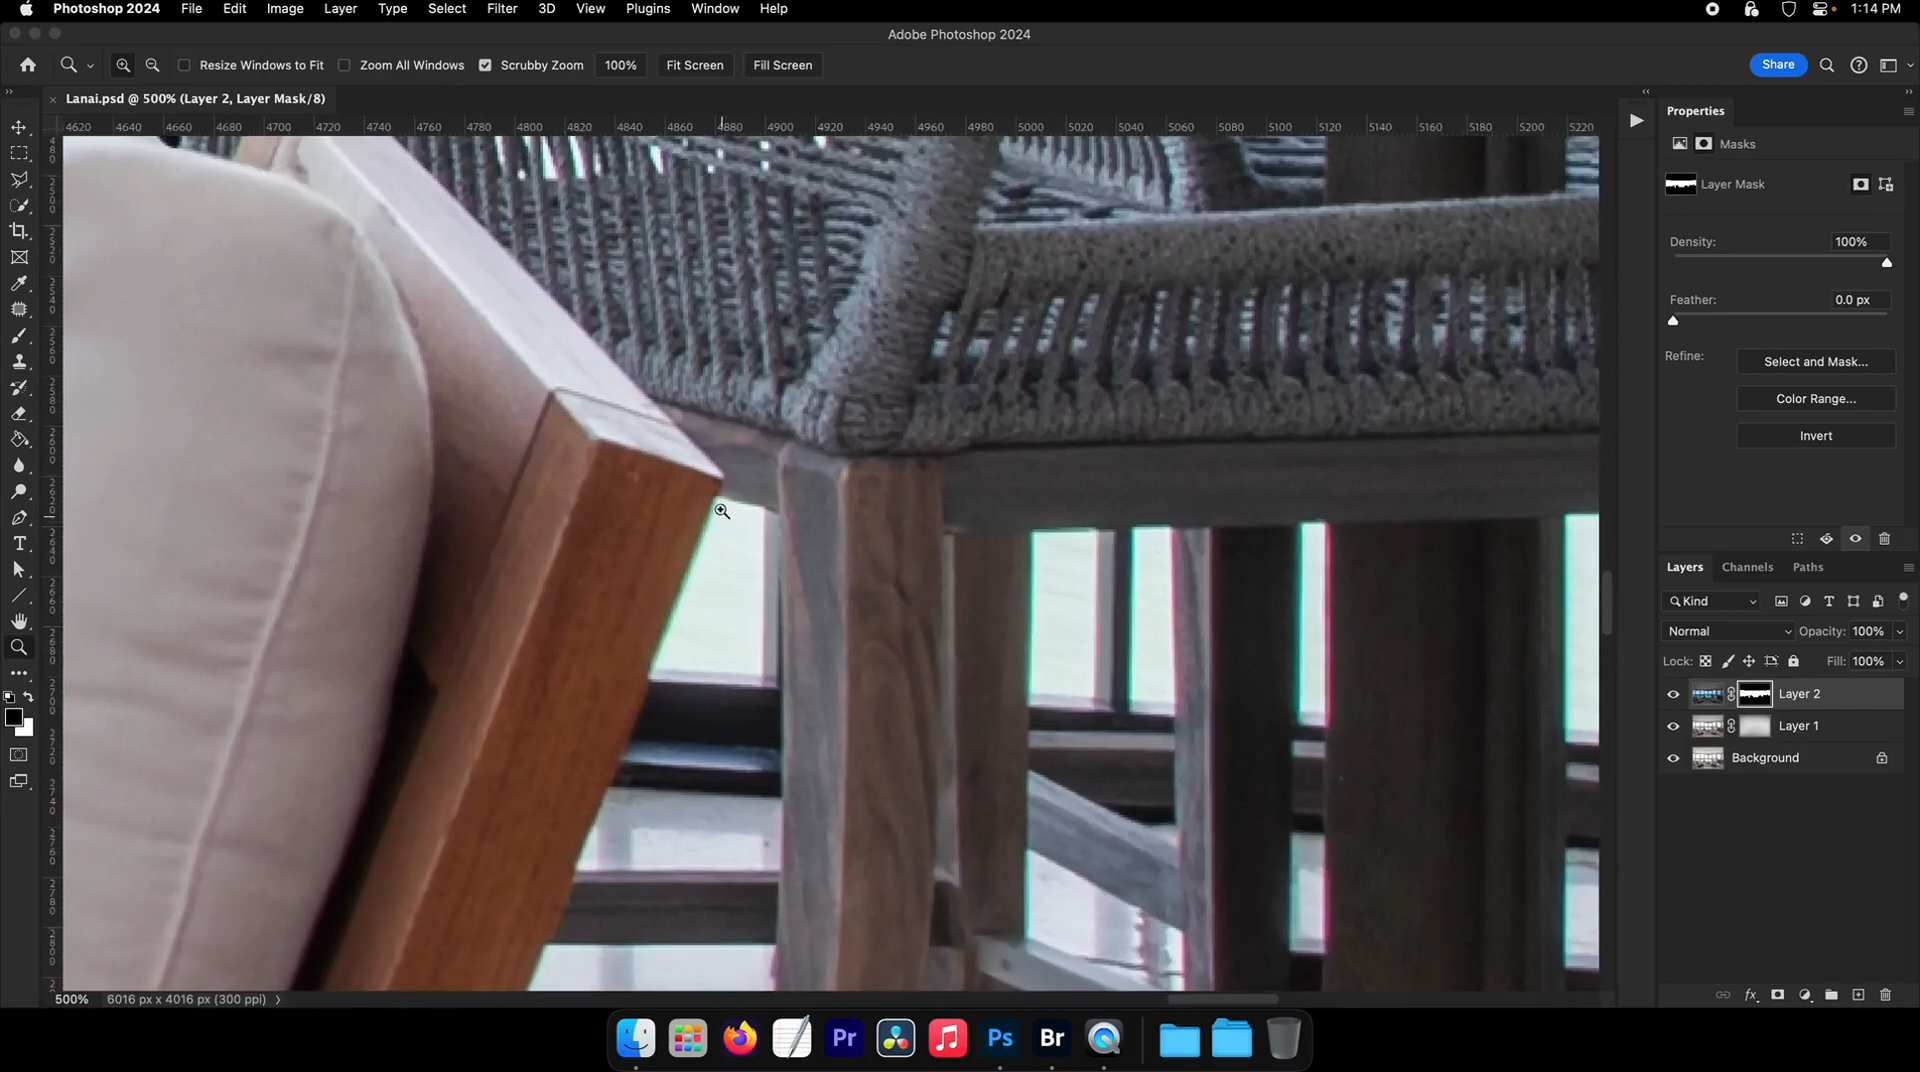 Photoshop 2024 File Edit Image Layer Type Select Filter 3D View Plugins Window Help 1:14 PM
Adobe Photoshop 2024
Resize Windows to Fit Zoom All Windows Scrubby Zoom 100% Fit Screen Fill Screen Share
× Lanai.psd @ 500% (Layer 2, Layer Mask/8)
4620 4640 4660 4680 4700 4720 4740 4760 4780 4800 4820 4840 4860 4880 4900 4920 4940 4960 4980 5000 5020 5040 5060 5080 5100 5120 5140 5160 5180 5200 5220
Properties
Masks
Layer Mask
Density: 100%
Feather: 0.0 px
Refine: Select and Mask...
Color Range...
Invert
Layers Channels Paths
Kind
Normal Opacity: 100%
Lock: Fill: 100%
Layer 2
Layer 1
Background
fx
500% 6016 px x 4016 px (300 ppi) >
Pr Ps Br